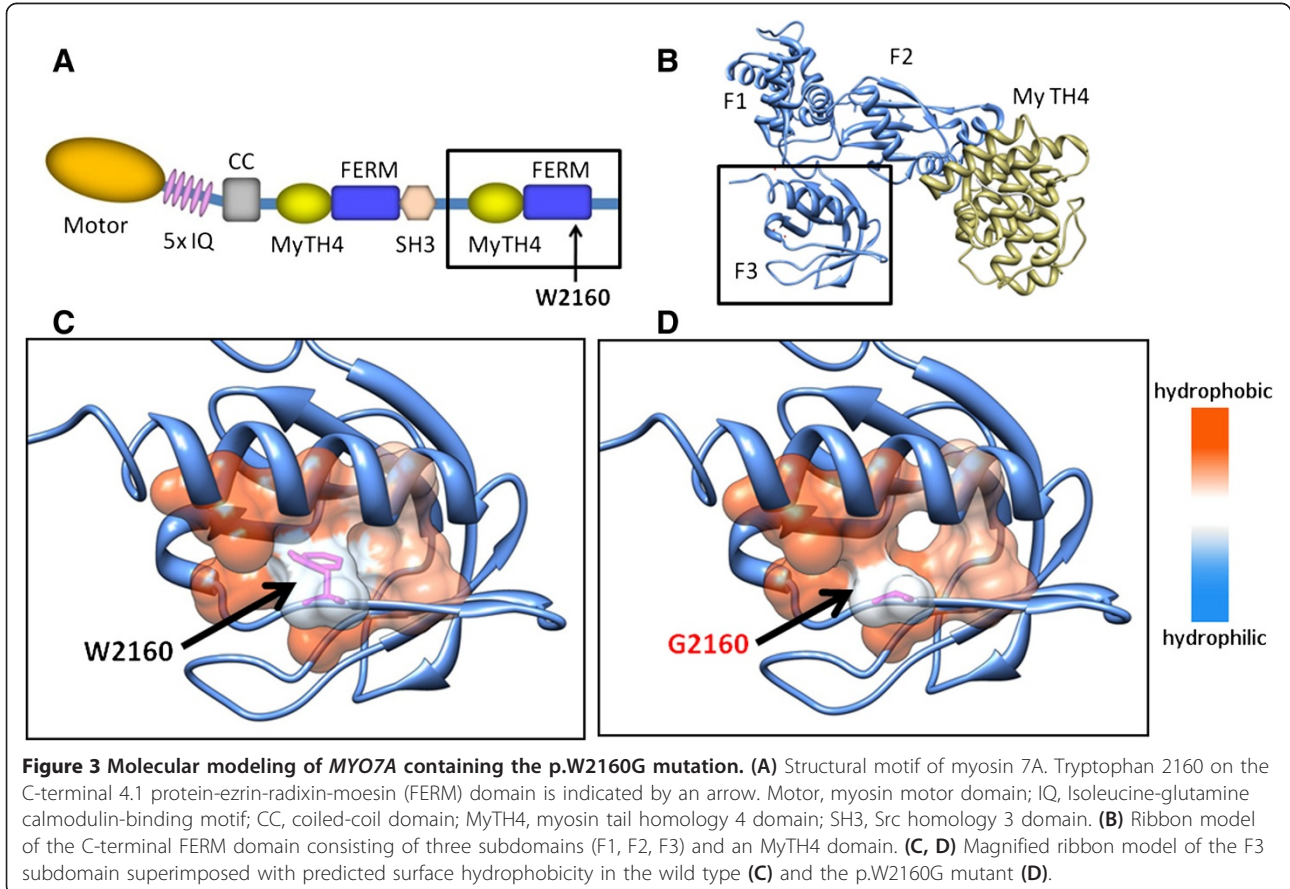 A
B
CC
FERM
FERM
Motor
5x IQ
MyTH4
SH3
MyTH4
W2160
F1
F2
My TH4
F3
C
D
W2160
G2160
hydrophobic
hydrophilic
Figure 3 Molecular modeling of MYO7A containing the p.W2160G mutation. (A) Structural motif of myosin 7A. Tryptophan 2160 on the
C-terminal 4.1 protein-ezrin-radixin-moesin (FERM) domain is indicated by an arrow. Motor, myosin motor domain; IQ, Isoleucine-glutamine
calmodulin-binding motif; CC, coiled-coil domain; MyTH4, myosin tail homology 4 domain; SH3, Src homology 3 domain. (B) Ribbon model
of the C-terminal FERM domain consisting of three subdomains (F1, F2, F3) and an MyTH4 domain. (C, D) Magnified ribbon model of the F3
subdomain superimposed with predicted surface hydrophobicity in the wild type (C) and the p.W2160G mutant (D).